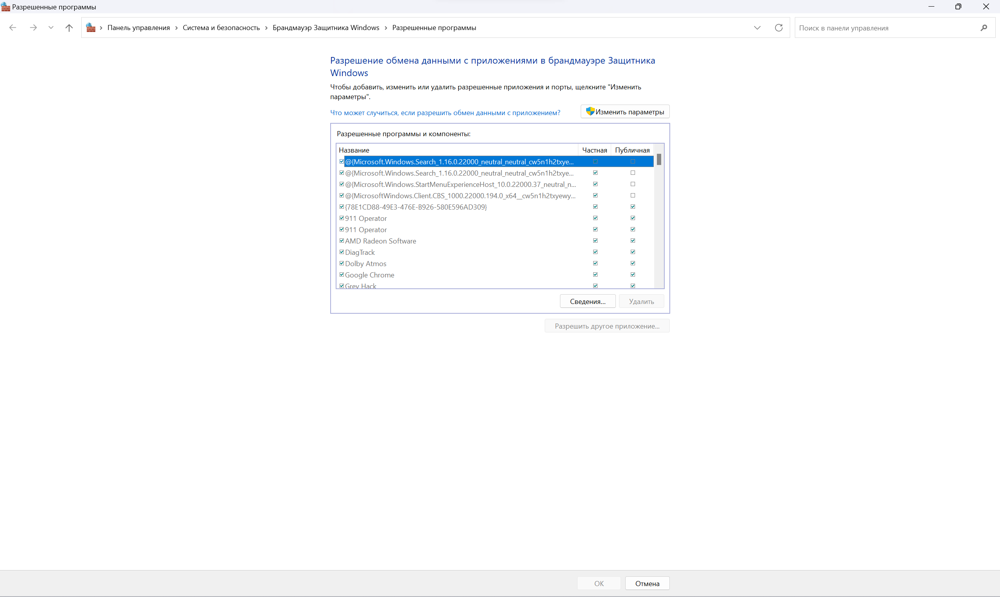 Разрешенные программы
Панель управления > Система и безопасность > Брандмауэр Защитника Windows > Разрешенные программы
Поиск в панели управления
Разрешение обмена данными с приложениями в брандмауэре Защитника
Windows
Чтобы добавить, изменить или удалить разрешенные приложения и порты, щелкните "Изменить
параметры".
Что может случиться, если разрешить обмен данными с приложением?
Изменить параметры
Разрешенные программы и компоненты:
Название Частная Публичная
@{Microsoft.Windows.Search_1.16.0.22000_neutral_neutral_cw5n1h2txye...
@{Microsoft.Windows.Search_1.16.0.22000_neutral_neutral_cw5n1h2txye...
@{Microsoft.Windows.StartMenuExperienceHost_10.0.22000.37_neutral_n...
@{MicrosoftWindows.Client.CBS_1000.22000.194.0_x64__cw5n1h2txyewy...
{78E1CD88-49E3-476E-B926-580E596AD309}
911 Operator
911 Operator
AMD Radeon Software
DiagTrack
Dolby Atmos
Google Chrome
Grey Hack
Сведения... Удалить
Разрешить другое приложение...
ОК Отмена